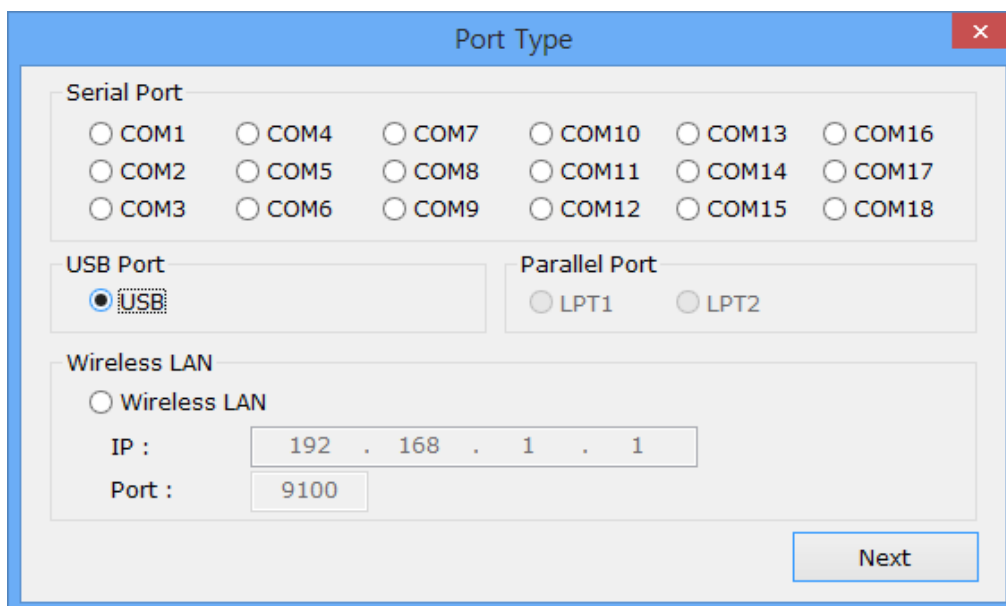 Port Type
Serial Port
COM1 COM4 COM7 COM10 COM13 COM16
COM2 COM5 COM8 COM11 COM14 COM17
COM3 COM6 COM9 COM12 COM15 COM18
USB Port Parallel Port
USB LPT1 LPT2
Wireless LAN
Wireless LAN
IP : 192 . 168 . 1 . 1
Port : 9100
Next